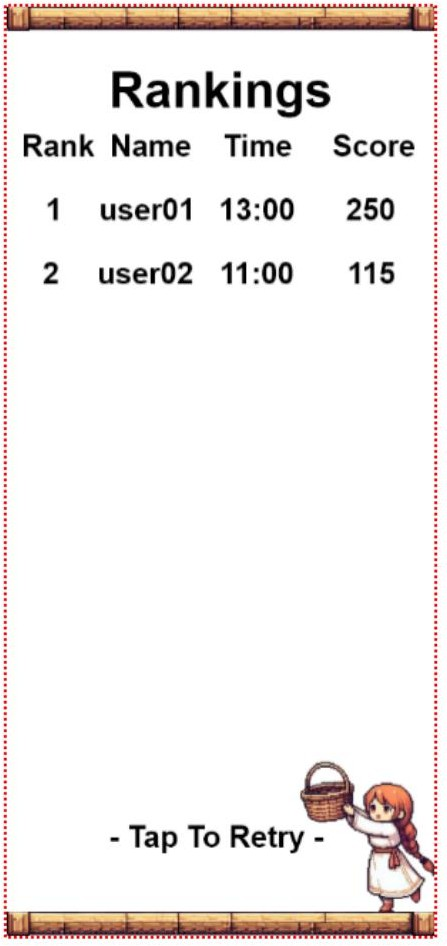 Rankings
Rank Name Time Score
1 user01 13:00 250
2 user02 11:00 115
- Tap To Retry -